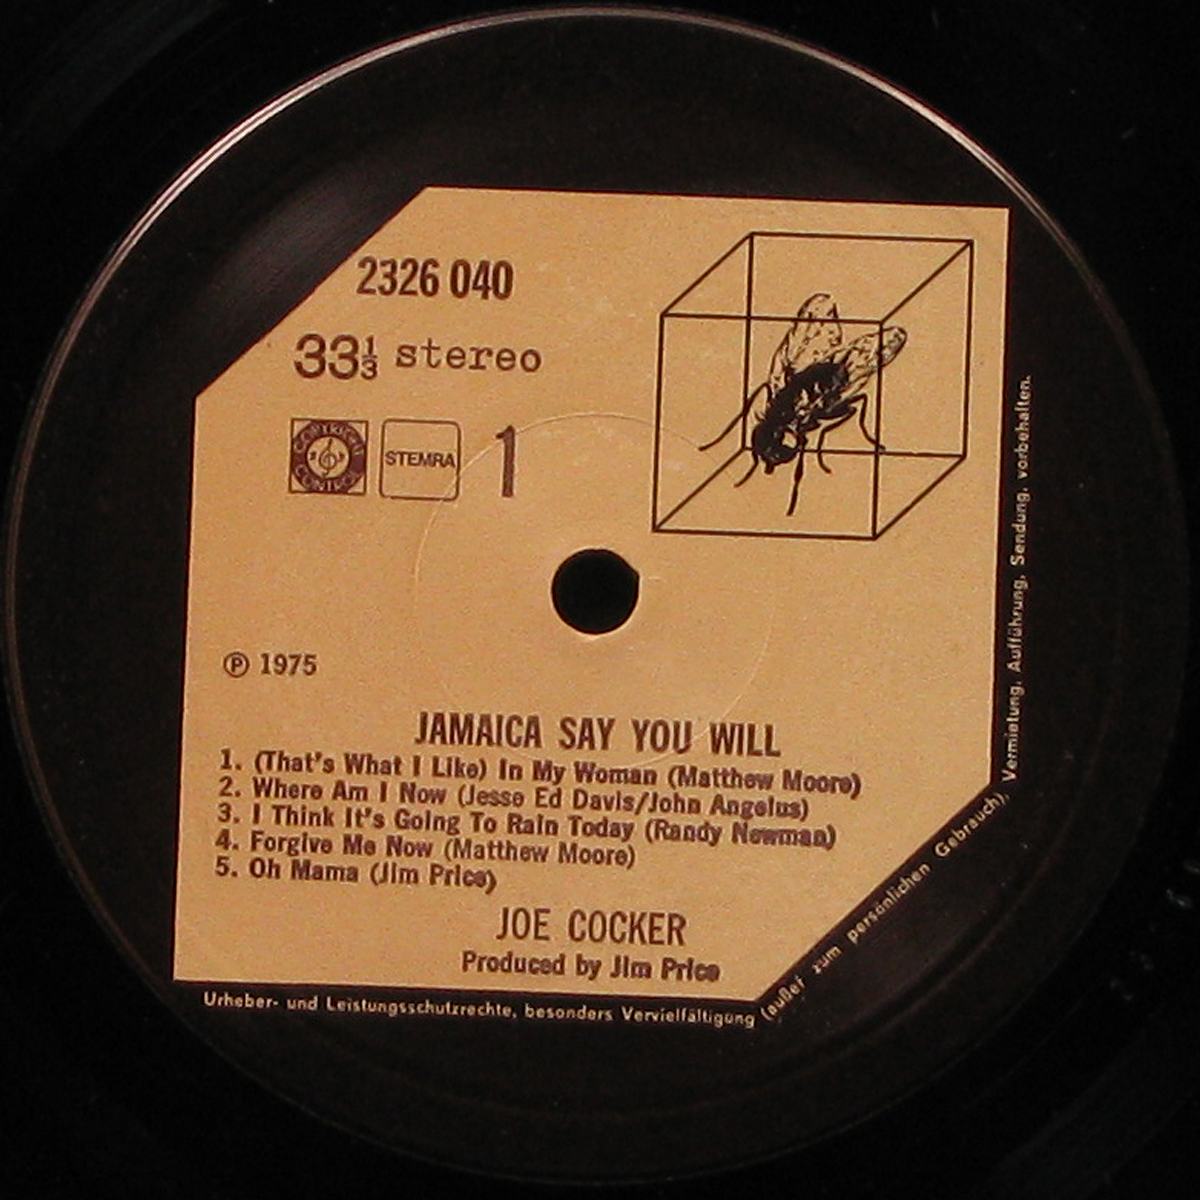 2326 040
33⅓ stereo
COPYRIGHT CONTROL
STEMRA
1
℗ 1975
JAMAICA SAY YOU WILL
1. (That's What I Like) In My Woman (Matthew Moore)
2. Where Am I Now (Jesse Ed Davis/John Angelus)
3. I Think It's Going To Rain Today (Randy Newman)
4. Forgive Me Now (Matthew Moore)
5. Oh Mama (Jim Price)
JOE COCKER
Produced by Jim Price
Urheber- und Leistungsschutzrechte, besonders Vervielfältigung (außer zum persönlichen Gebrauch), Vermietung, Aufführung, Sendung, vorbehalten.